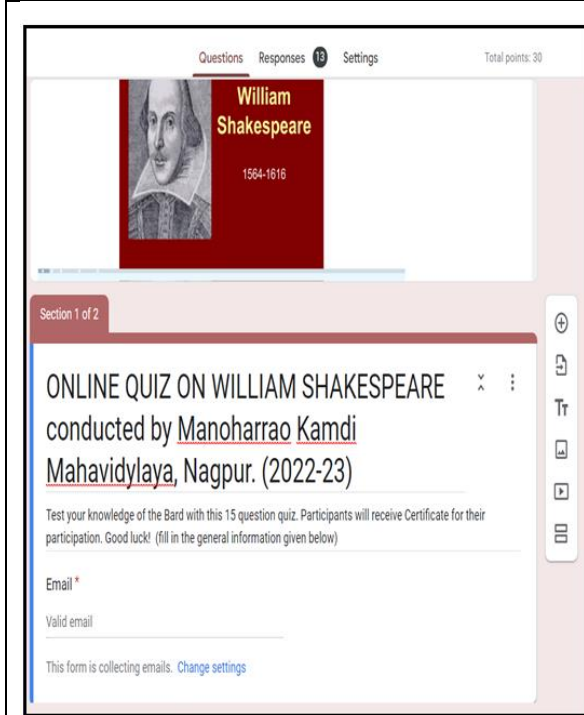 Questions Responses 13 Settings Total points: 30
William
Shakespeare
1564-1616
Section 1 of 2
ONLINE QUIZ ON WILLIAM SHAKESPEARE
conducted by Manoharrao Kamdi
Mahavidylaya, Nagpur. (2022-23)
Test your knowledge of the Bard with this 15 question quiz. Participants will receive Certificate for their
participation. Good luck! (fill in the general information given below)
Email *
Valid email
This form is collecting emails. Change settings
Tт